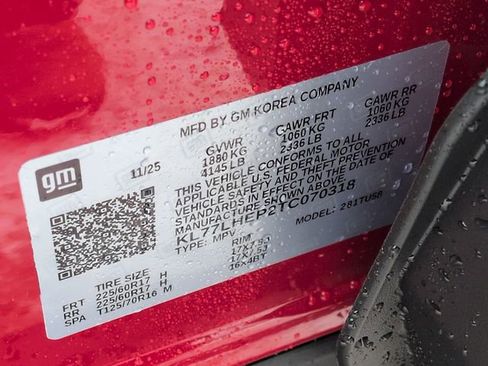 MFD BY GM KOREA COMPANY
gm
11/25
GVWR GAWR FRT GAWR RR
1880 KG 1060 KG 1060 KG
4145 LB 2336 LB 2336 LB
THIS VEHICLE CONFORMS TO ALL
APPLICABLE U.S. FEDERAL MOTOR
VEHICLE SAFETY AND THEFT PREVENTION
STANDARDS IN EFFECT ON THE DATE OF
MANUFACTURE SHOWN ABOVE.
KL77LHEP2TC070318
TYPE: MPV MODEL: 281TU58
TIRE SIZE RIM
FRT 225/60R17 H
RR 225/60R17 H
SPA T125/70R16 M 16X4BT